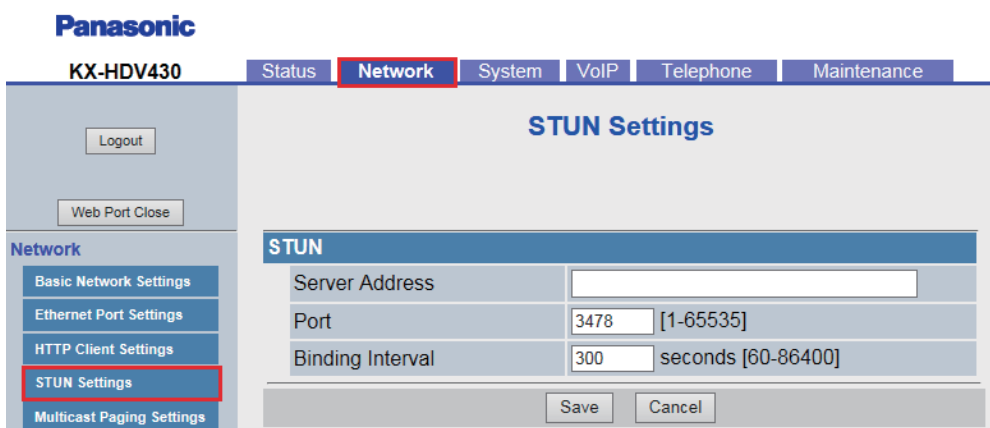 Panasonic
KX-HDV430
Status Network System VoIP Telephone Maintenance
Logout
Web Port Close
Network
Basic Network Settings
Ethernet Port Settings
HTTP Client Settings
STUN Settings
Multicast Paging Settings
STUN Settings
STUN
Server Address
Port 3478 [1-65535]
Binding Interval 300 seconds [60-86400]
Save Cancel